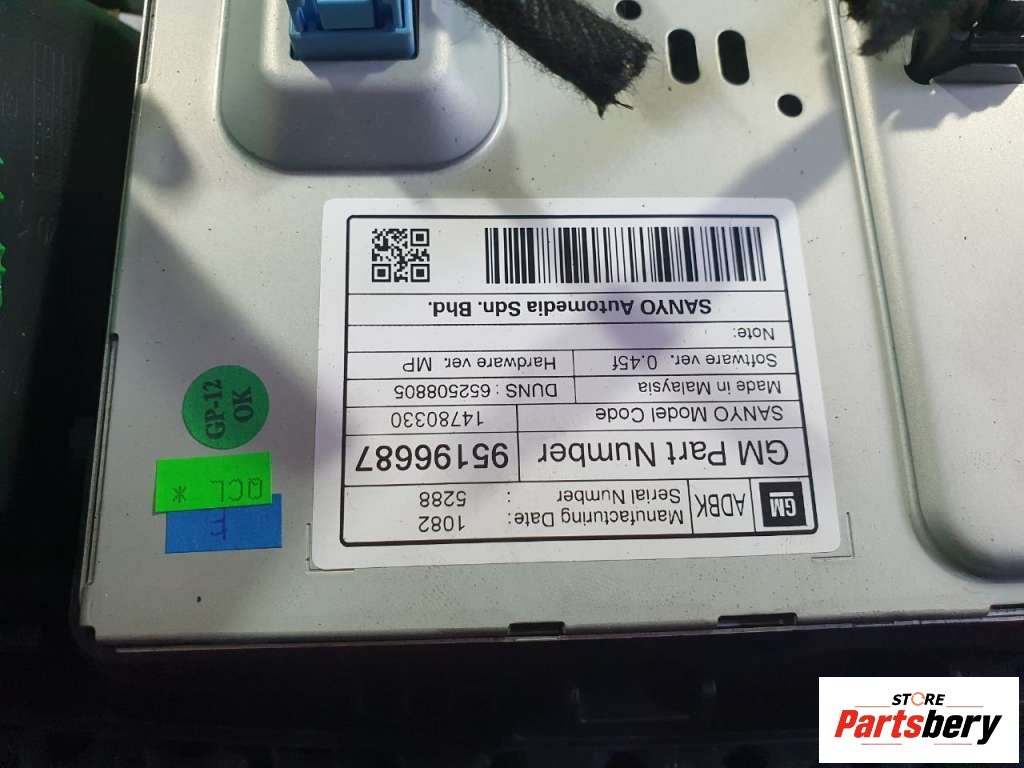 GM
ADBK
Manufacturing Date: 1082
Serial Number : 5288
GM Part Number 95196687
SANYO Model Code 14780330
Made in Malaysia DUNS : 652508805
Software ver. 0.45f Hardware ver. MP
Note:
SANYO Automedia Sdn. Bhd.
GP-12
OK
QCL *
TT
STORE
Partsbery